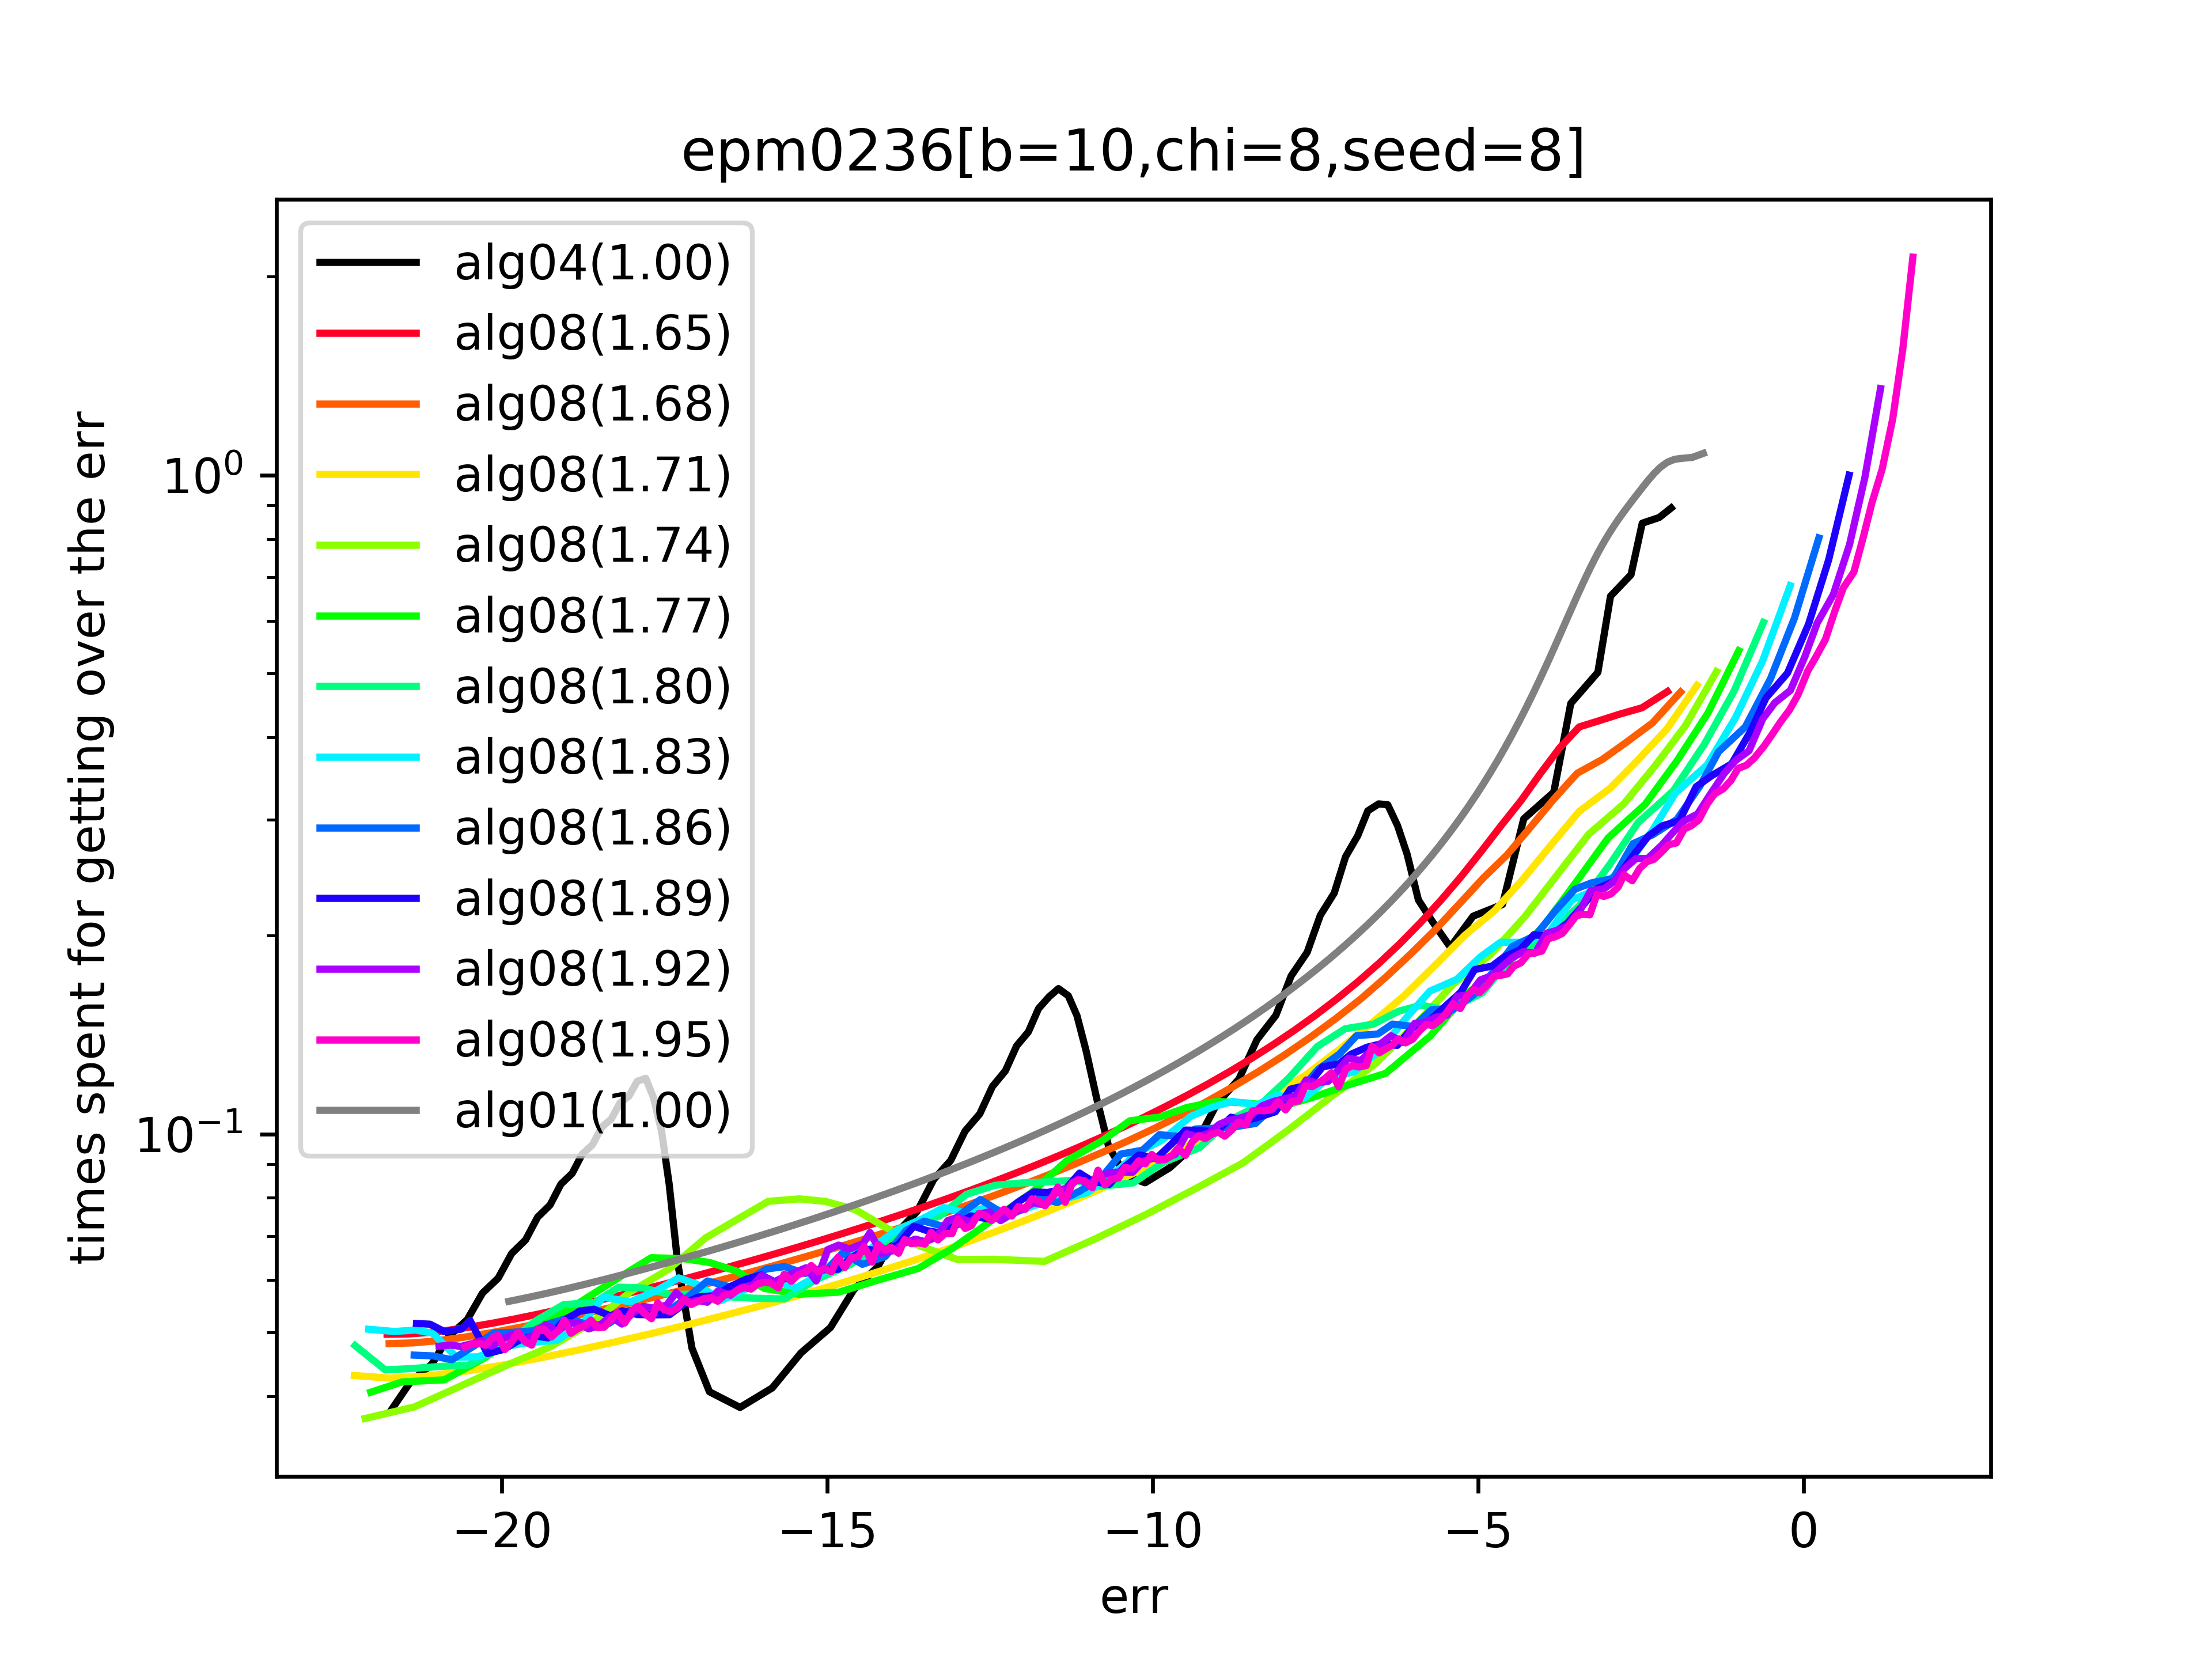 epm0236[b=10,chi=8,seed=8]
alg04(1.00)
alg08(1.65)
alg08(1.68)
alg08(1.71)
alg08(1.74)
alg08(1.77)
alg08(1.80)
alg08(1.83)
alg08(1.86)
alg08(1.89)
alg08(1.92)
alg08(1.95)
alg01(1.00)
times spent for getting over the err
10⁰
10⁻¹
−20 −15 −10 −5 0
err